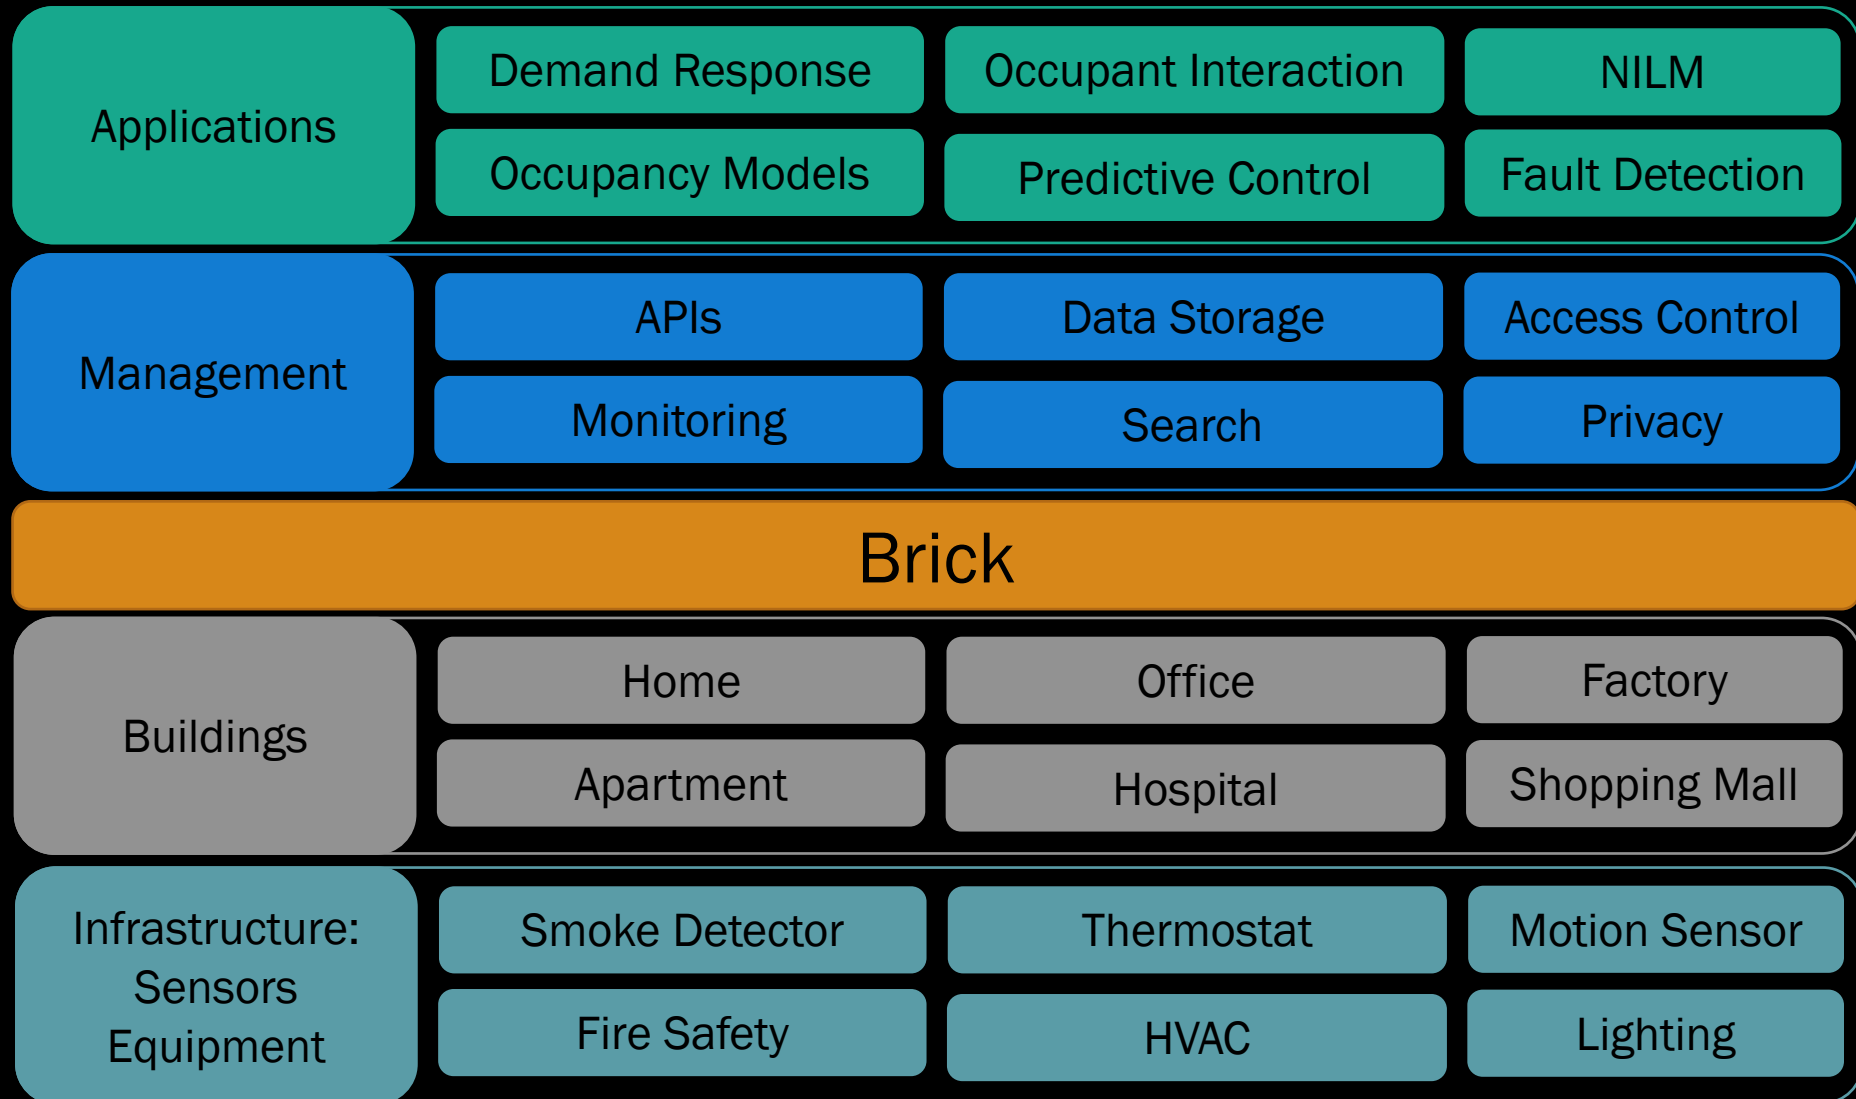 Applications
Demand Response
Occupant Interaction
NILM
Occupancy Models
Predictive Control
Fault Detection
Management
APIs
Data Storage
Access Control
Monitoring
Search
Privacy
Brick
Buildings
Home
Office
Factory
Apartment
Hospital
Shopping Mall
Infrastructure:
Sensors
Equipment
Smoke Detector
Thermostat
Motion Sensor
Fire Safety
HVAC
Lighting